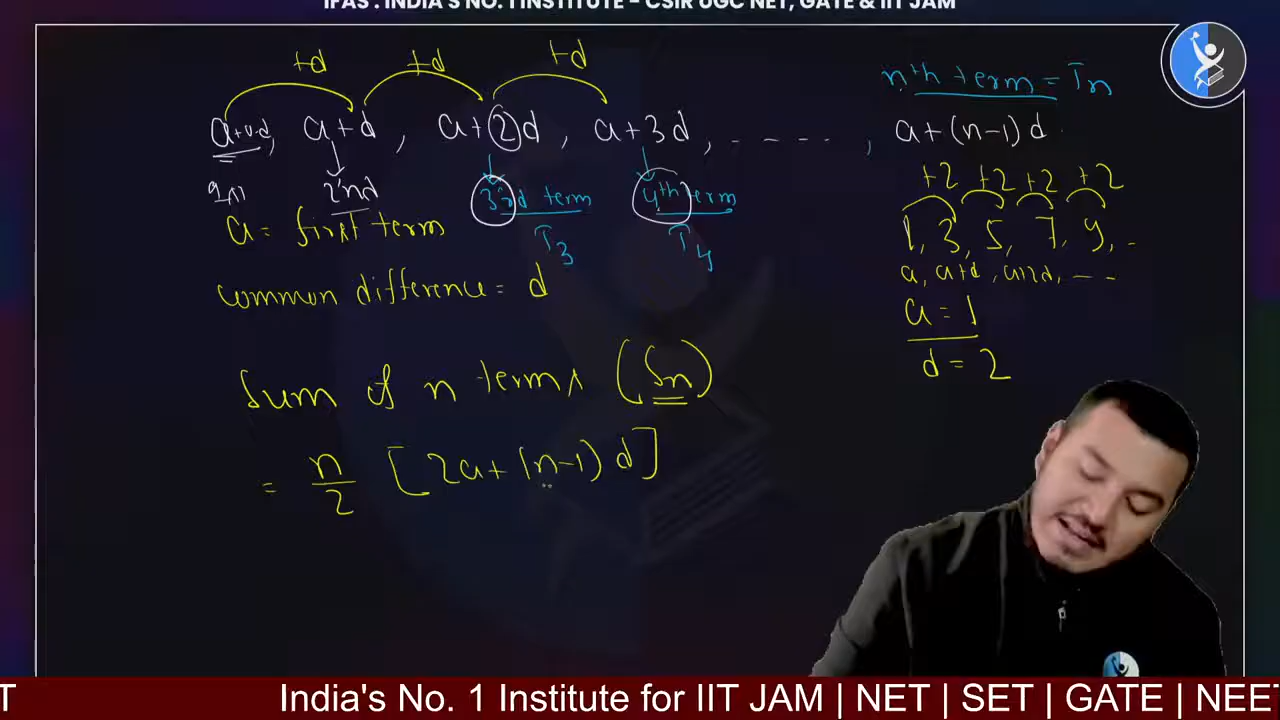 IFAS : INDIA'S NO. 1 INSTITUTE - CSIR UGC NET, GATE & IIT JAM
+d +d +d
a+0.d, a+d, a+2d, a+3d, - - - - -, a+(n-1)d
nth term = Tn
2nd 3rd term 4th term
T3 T4
a = first term
common difference = d
+2 +2 +2 +2
1, 3, 5, 7, 9, -
a, a+d, a+2d, - -
a = 1
d = 2
Sum of n terms (Sn)
= n/2 [2a+(n-1)d]
T India's No. 1 Institute for IIT JAM | NET | SET | GATE | NEET